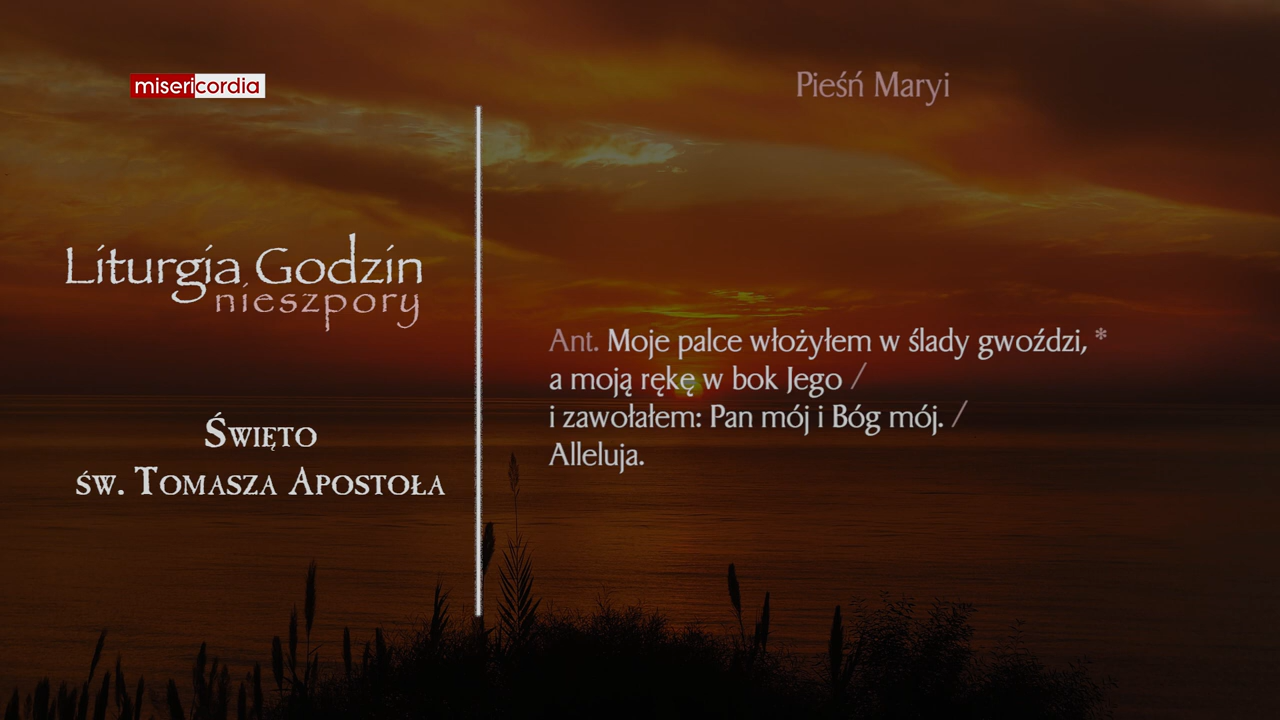 misericordia
Pieśń Maryi
Liturgia Godzin
nieszpory
Święto
św. Tomasza Apostoła
Ant. Moje palce włożyłem w ślady gwoździ, *
a moją rękę w bok Jego /
i zawołałem: Pan mój i Bóg mój. /
Alleluja.